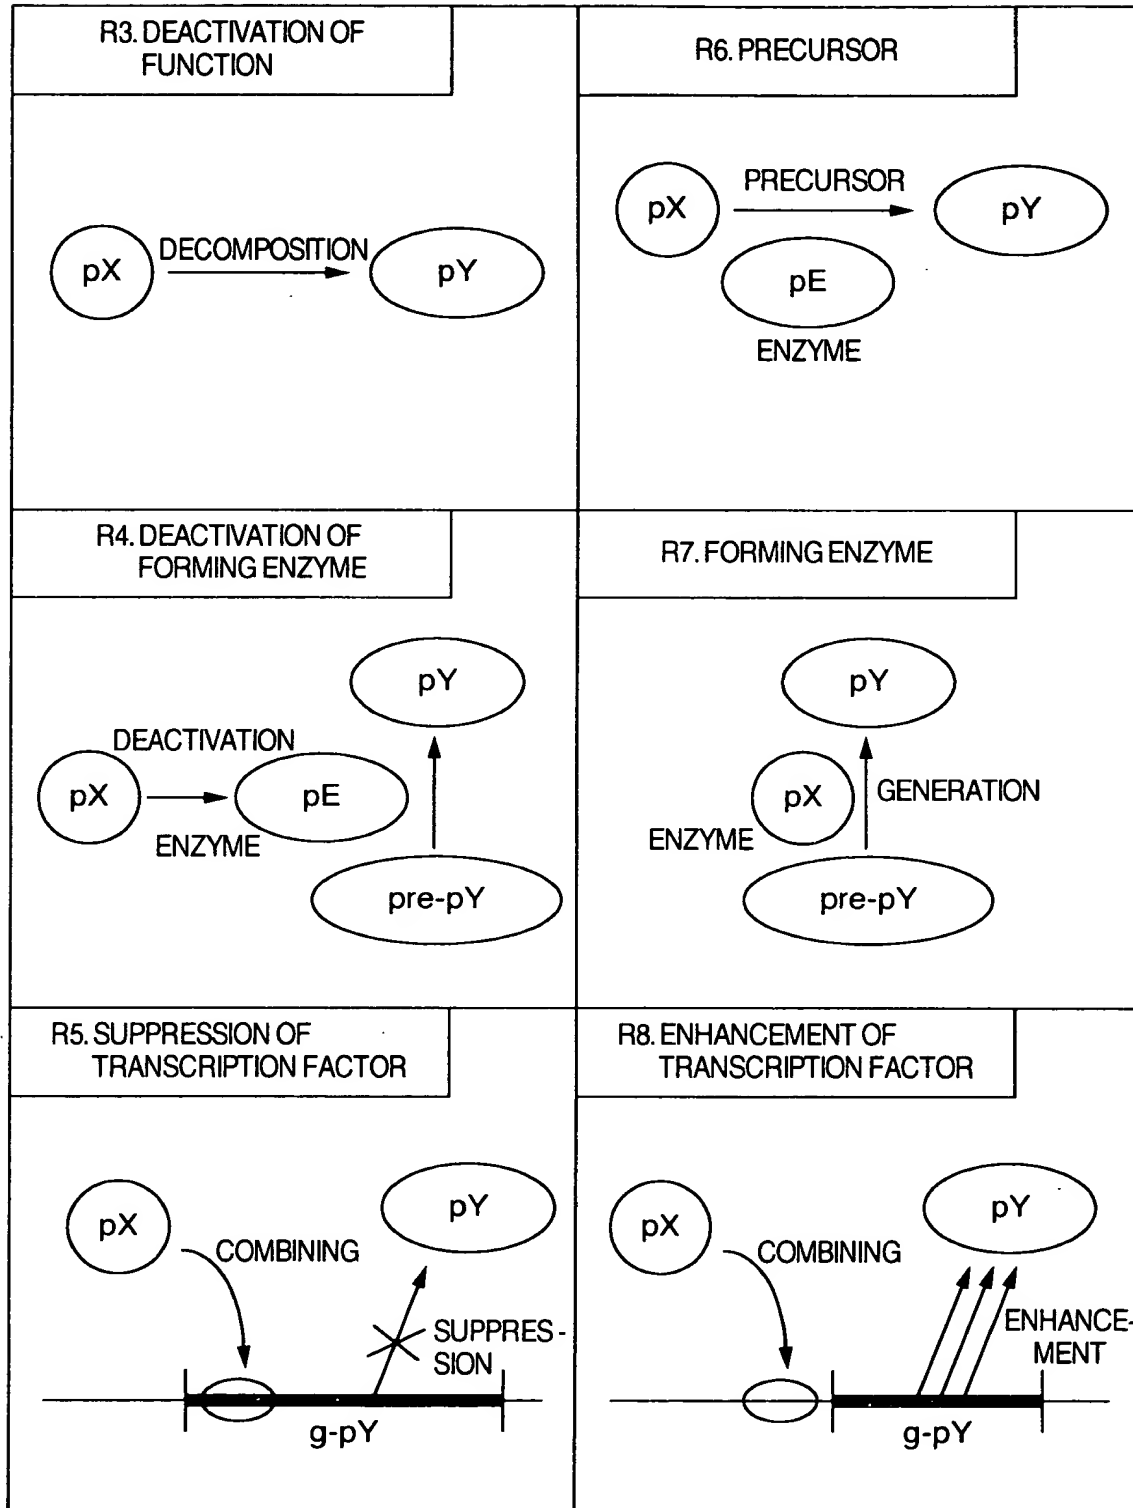 R3. DEACTIVATION OF
FUNCTION
pX
DECOMPOSITION
pY
R6. PRECURSOR
pX
PRECURSOR
pY
pE
ENZYME
R4. DEACTIVATION OF
FORMING ENZYME
pY
DEACTIVATION
pX
pE
ENZYME
pre-pY
R7. FORMING ENZYME
pY
pX
GENERATION
ENZYME
pre-pY
R5. SUPPRESSION OF
TRANSCRIPTION FACTOR
pX
pY
COMBINING
SUPPRES-
SION
g-pY
R8. ENHANCEMENT OF
TRANSCRIPTION FACTOR
pX
pY
COMBINING
ENHANCE-
MENT
g-pY